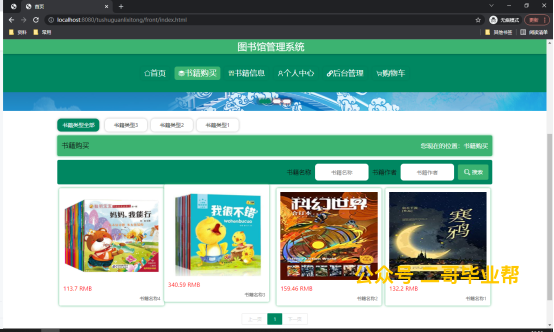 首页
localhost:8080/tushuguanlixitong/front/index.html
无痕模式
更新
资料
常用
其他书签
阅读清单
图书馆管理系统
首页 书籍购买 书籍信息 个人中心 后台管理 购物车
书籍类型全部 书籍类型3 书籍类型2 书籍类型1
书籍购买
您现在的位置：书籍购买
书籍名称 书籍名称 书籍作者 书籍作者 搜索
妈妈,我能行
我很不错
科幻世界
寒鸦
113.7 RMB
书籍名称4
340.59 RMB
书籍名称3
159.46 RMB
书籍名称2
132.2 RMB
书籍名称1
公众号 二哥毕业帮
上一页 1 下一页